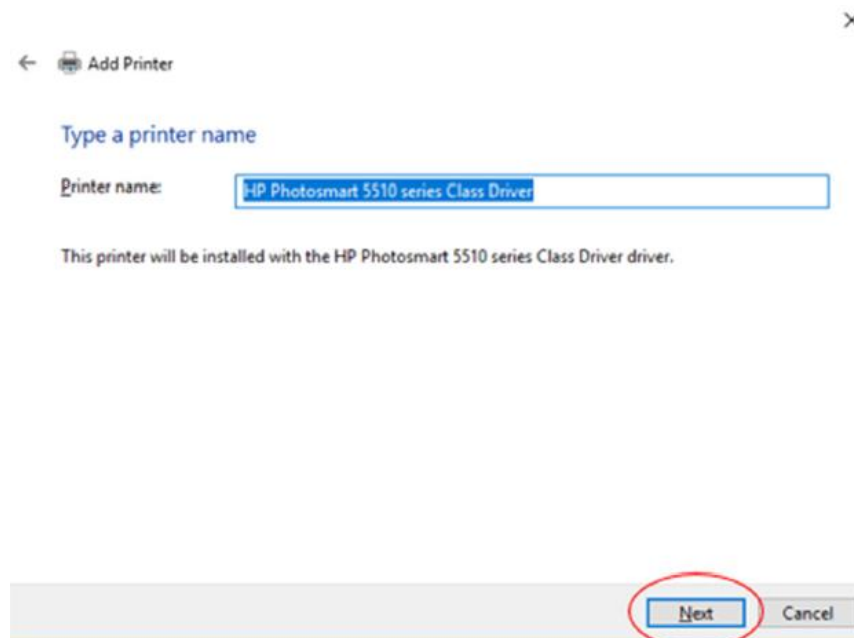 Add Printer
Type a printer name
Printer name: HP Photosmart 5510 series Class Driver
This printer will be installed with the HP Photosmart 5510 series Class Driver driver.
Next Cancel